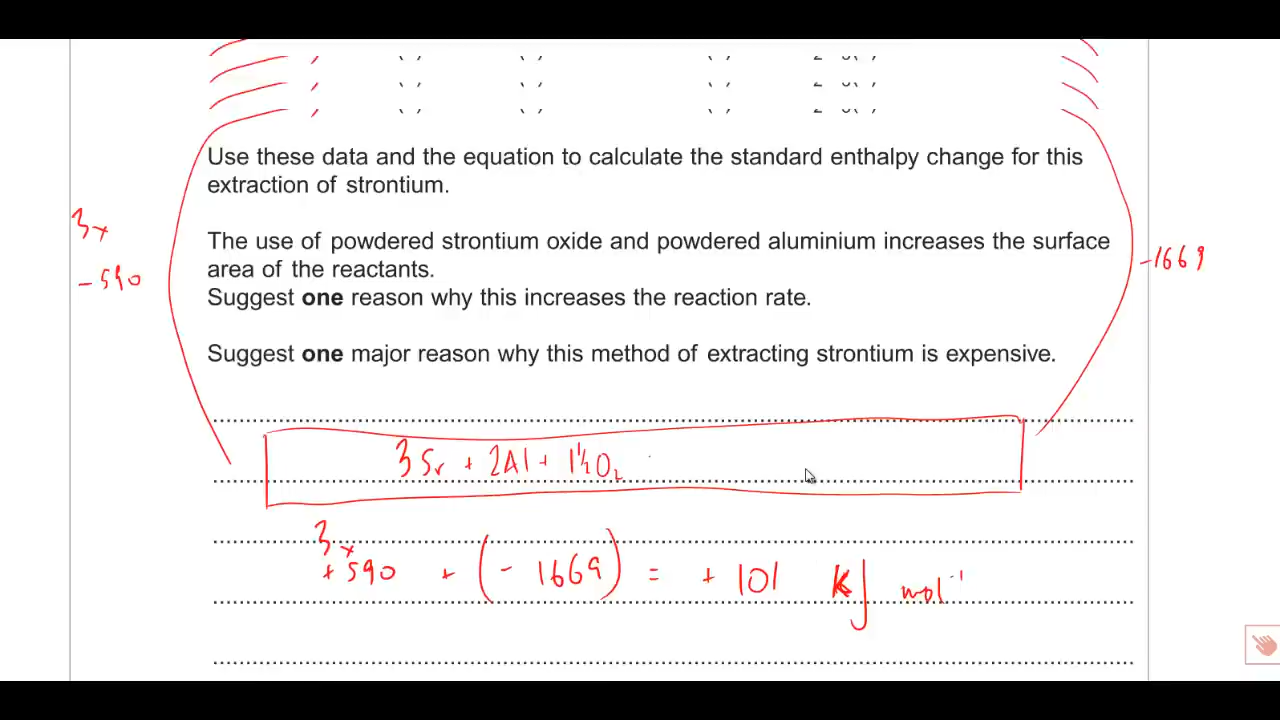 Use these data and the equation to calculate the standard enthalpy change for this
extraction of strontium.
3x
The use of powdered strontium oxide and powdered aluminium increases the surface
-1669
area of the reactants.
-590
Suggest one reason why this increases the reaction rate.
Suggest one major reason why this method of extracting strontium is expensive.
3Sr + 2Al + 1½O₂
3x
+590 + (-1669) = +101 kJ mol⁻¹